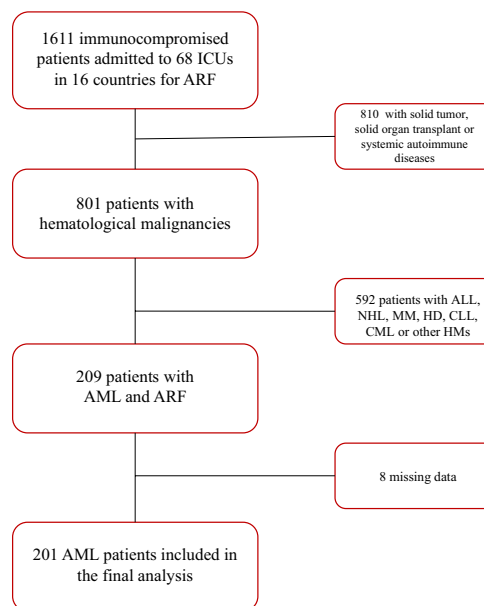 1611 immunocompromised
patients admitted to 68 ICUs
in 16 countries for ARF
810 with solid tumor,
solid organ transplant or
systemic autoimmune
diseases
801 patients with
hematological malignancies
592 patients with ALL,
NHL, MM, HD, CLL,
CML or other HMs
209 patients with
AML and ARF
8 missing data
201 AML patients included in
the final analysis